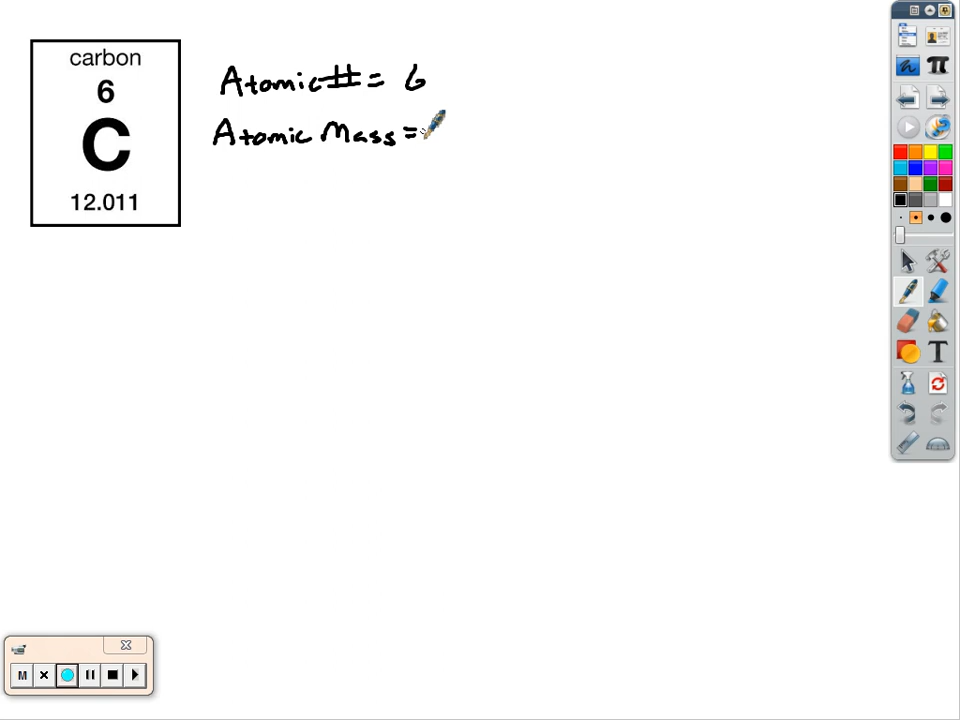 carbon
6
C
12.011
Atomic # = 6
Atomic Mass =
T
M